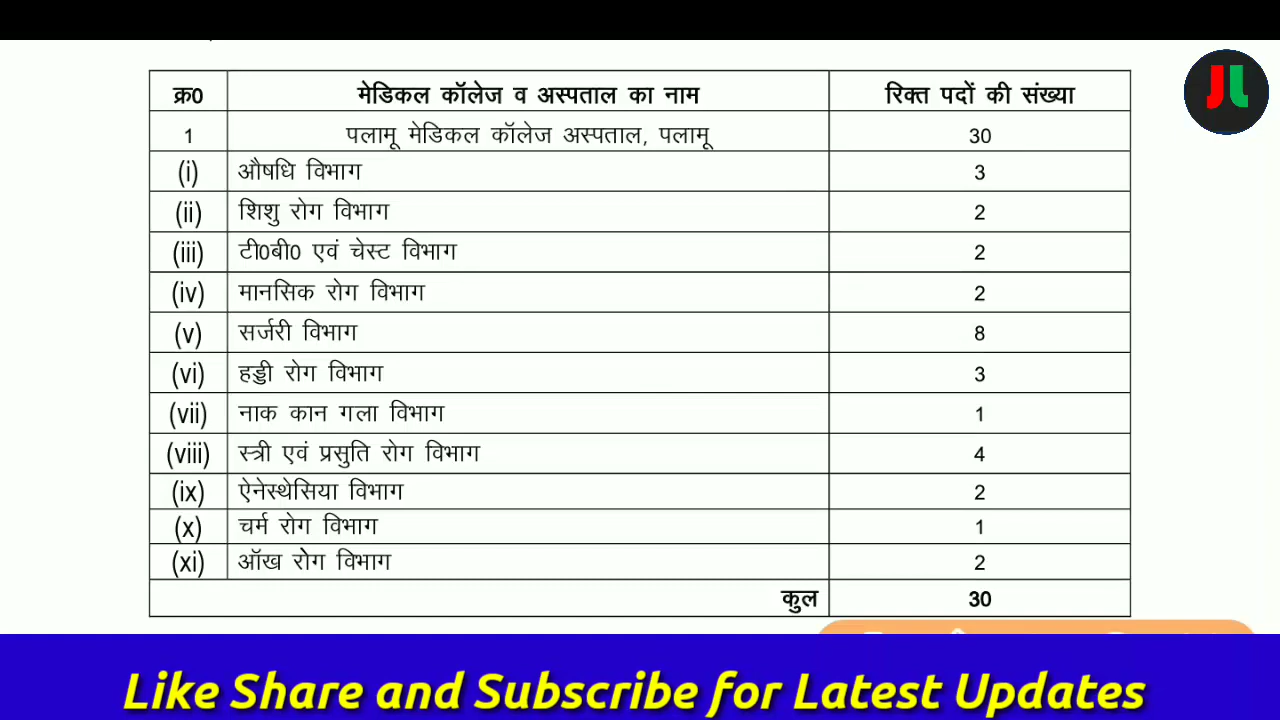 क्र0 मेडिकल कॉलेज व अस्पताल का नाम रिक्त पदों की संख्या
1 पलामू मेडिकल कॉलेज अस्पताल, पलामू 30
(i) औषधि विभाग 3
(ii) शिशु रोग विभाग 2
(iii) टी0बी0 एवं चेस्ट विभाग 2
(iv) मानसिक रोग विभाग 2
(v) सर्जरी विभाग 8
(vi) हड्डी रोग विभाग 3
(vii) नाक कान गला विभाग 1
(viii) स्त्री एवं प्रसुति रोग विभाग 4
(ix) ऐनेस्थेसिया विभाग 2
(x) चर्म रोग विभाग 1
(xi) ऑख रोग विभाग 2
कुल 30
Like Share and Subscribe for Latest Updates